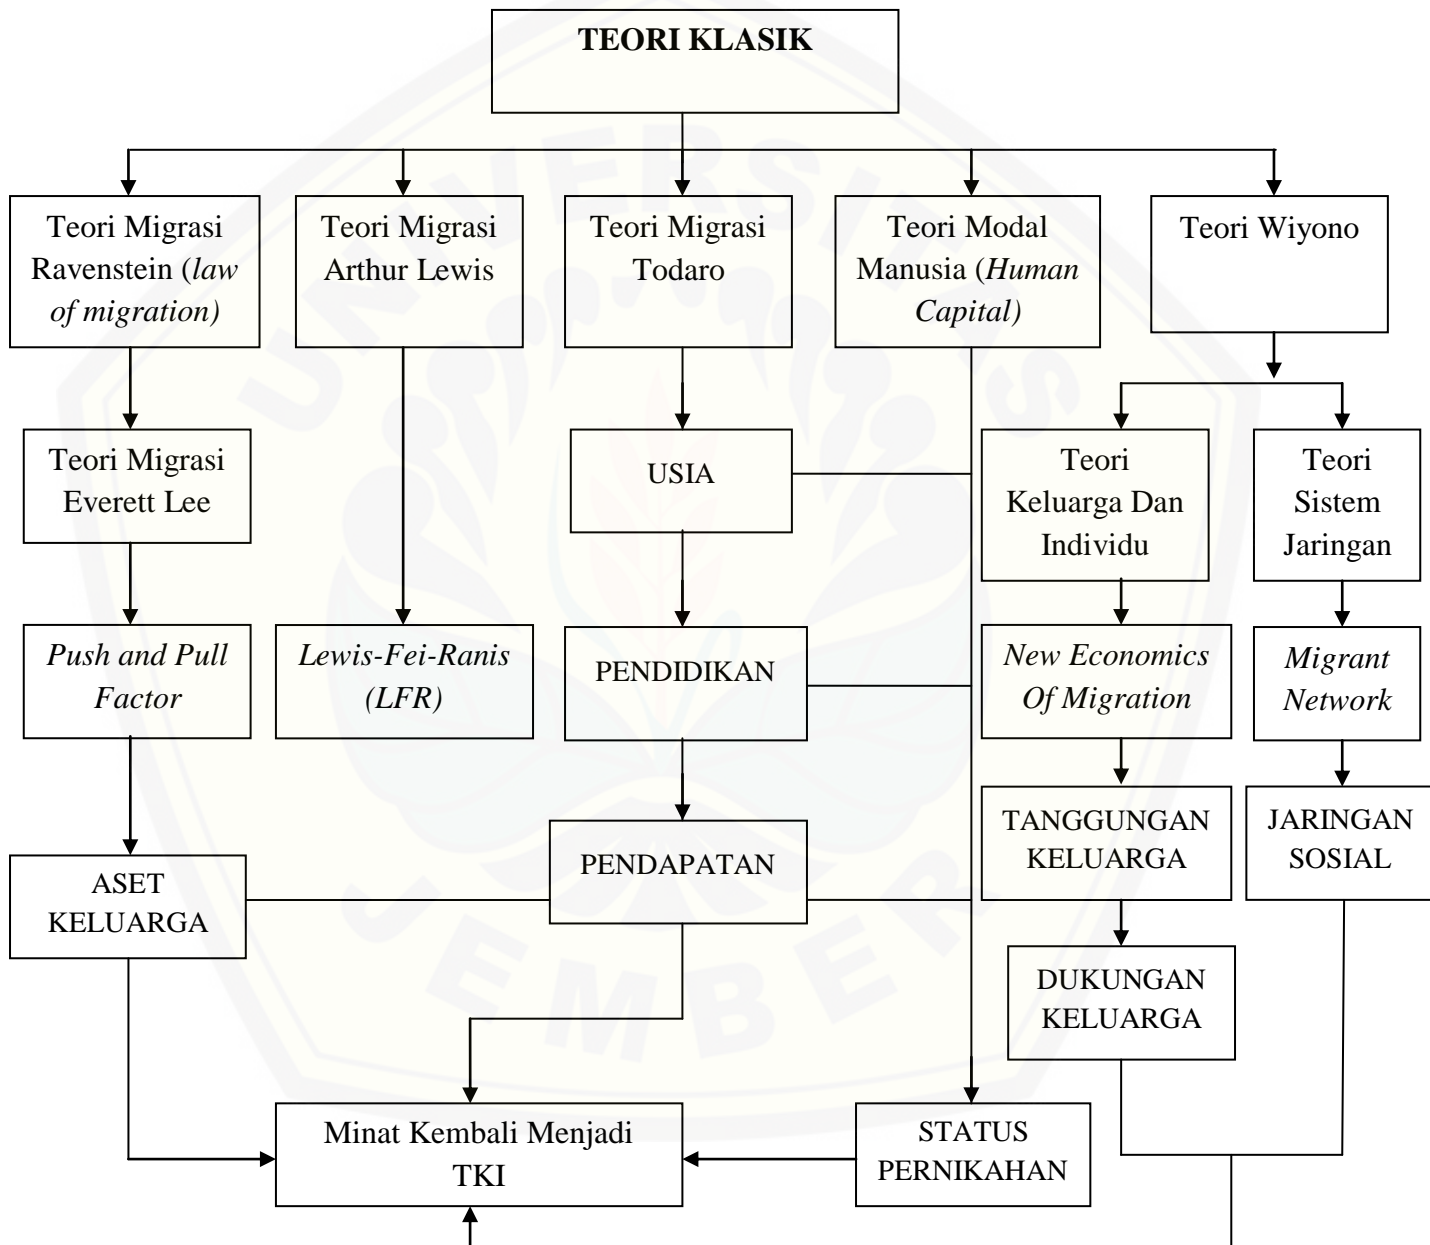 TEORI KLASIK
Teori Migrasi
Ravenstein (law
of migration)
Teori Migrasi
Arthur Lewis
Teori Migrasi
Todaro
Teori Modal
Manusia (Human
Capital)
Teori Wiyono
Teori Migrasi
Everett Lee
USIA
Teori
Keluarga Dan
Individu
Teori
Sistem
Jaringan
Push and Pull
Factor
Lewis-Fei-Ranis
(LFR)
PENDIDIKAN
New Economics
Of Migration
Migrant
Network
TANGGUNGAN
KELUARGA
JARINGAN
SOSIAL
ASET
KELUARGA
PENDAPATAN
DUKUNGAN
KELUARGA
Minat Kembali Menjadi
TKI
STATUS
PERNIKAHAN
UNIVERSITAS
JEMBER